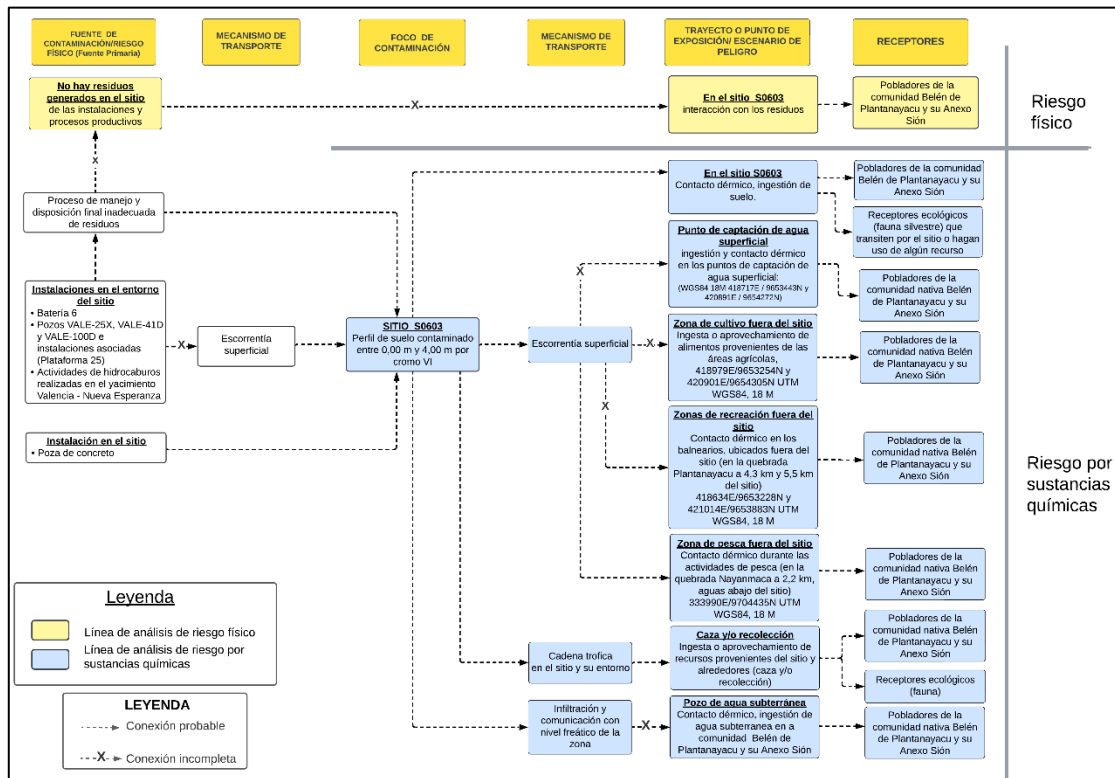 FUENTE DE
CONTAMINACIÓN/RIESGO
FÍSICO (Fuente Primaria)
MECANISMO DE
TRANSPORTE
FOCO DE
CONTAMINACIÓN
MECANISMO DE
TRANSPORTE
TRAYECTO O PUNTO DE
EXPOSICIÓN/ ESCENARIO DE
PELIGRO
RECEPTORES
No hay residuos
generados en el sitio
de las instalaciones y
procesos productivos
X
En el sitio S0603
interacción con los residuos
Pobladores de la
comunidad Belén de
Plantanayacu y su Anexo
Sión
Riesgo
físico
x
Proceso de manejo y
disposición final inadecuada
de residuos
Instalaciones en el entorno
del sitio
• Batería 6
• Pozos VALE-25X, VALE-41D
y VALE-100D e
instalaciones asociadas
(Plataforma 25)
• Actividades de hidrocaburos
realizadas en el yacimiento
Valencia - Nueva Esperanza
X
Escorrentía
superficial
Instalación en el sitio
• Poza de concreto
SITIO S0603
Perfil de suelo contaminado
entre 0,00 m y 4,00 m por
cromo VI
Escorrentía superficial
X
X
X
En el sitio S0603
Contacto dérmico, ingestión de
suelo.
Pobladores de la comunidad
Belén de Plantanayacu y su
Anexo Sión
Receptores ecológicos
(fauna silvestre) que
transiten por el sitio o hagan
uso de algún recurso
Punto de captación de agua
superficial
ingestión y contacto dérmico
en los puntos de captación de
agua superficial:
(WGS84 18M 418717E / 9653443N y
420891E / 9654272N)
Pobladores de la
comunidad nativa Belén
de Plantanayacu y su
Anexo Sión
Zona de cultivo fuera del sitio
Ingesta o aprovechamiento de
alimentos provenientes de las
áreas agrícolas,
418979E/9653254N y
420901E/9654305N UTM
WGS84, 18 M
Pobladores de la
comunidad nativa Belén
de Plantanayacu y su
Anexo Sión
Zonas de recreación fuera del
sitio
Contacto dérmico en los
balnearios, ubicados fuera del
sitio (en la quebrada
Plantanayacu a 4,3 km y 5,5 km
del sitio)
418634E/9653228N y
421014E/9653883N UTM
WGS84, 18 M
Pobladores de la
comunidad nativa Belén
de Plantanayacu y su
Anexo Sión
Riesgo por
sustancias
químicas
Zona de pesca fuera del sitio
Contacto dérmico durante las
actividades de pesca (en la
quebrada Nayanmaca a 2,2 km,
aguas abajo del sitio)
333990E/9704435N UTM
WGS84, 18 M
Pobladores de la
comunidad nativa Belén
de Plantanayacu y su
Anexo Sión
Cadena trofica
en el sitio y su entorno
Caza y/o recolección
Ingesta o aprovechamiento de
recursos provenientes del sitio y
alrededores (caza y/o
recolección)
Pobladores de la
comunidad nativa Belén de
Plantanayacu y su Anexo
Sión
Receptores ecológicos
(fauna)
Infiltración y
comunicación con
nivel freático de la
zona
X
Pozo de agua subterránea
Contacto dérmico, ingestión de
agua subterranea en a
comunidad Belén de
Plantanayacu y su Anexo Sión
Pobladores de la
comunidad nativa Belén de
Plantanayacu y su Anexo
Sión
Leyenda
Línea de análisis de riesgo físico
Línea de análisis de riesgo por
sustancias químicas
LEYENDA
Conexión probable
X
Conexión incompleta